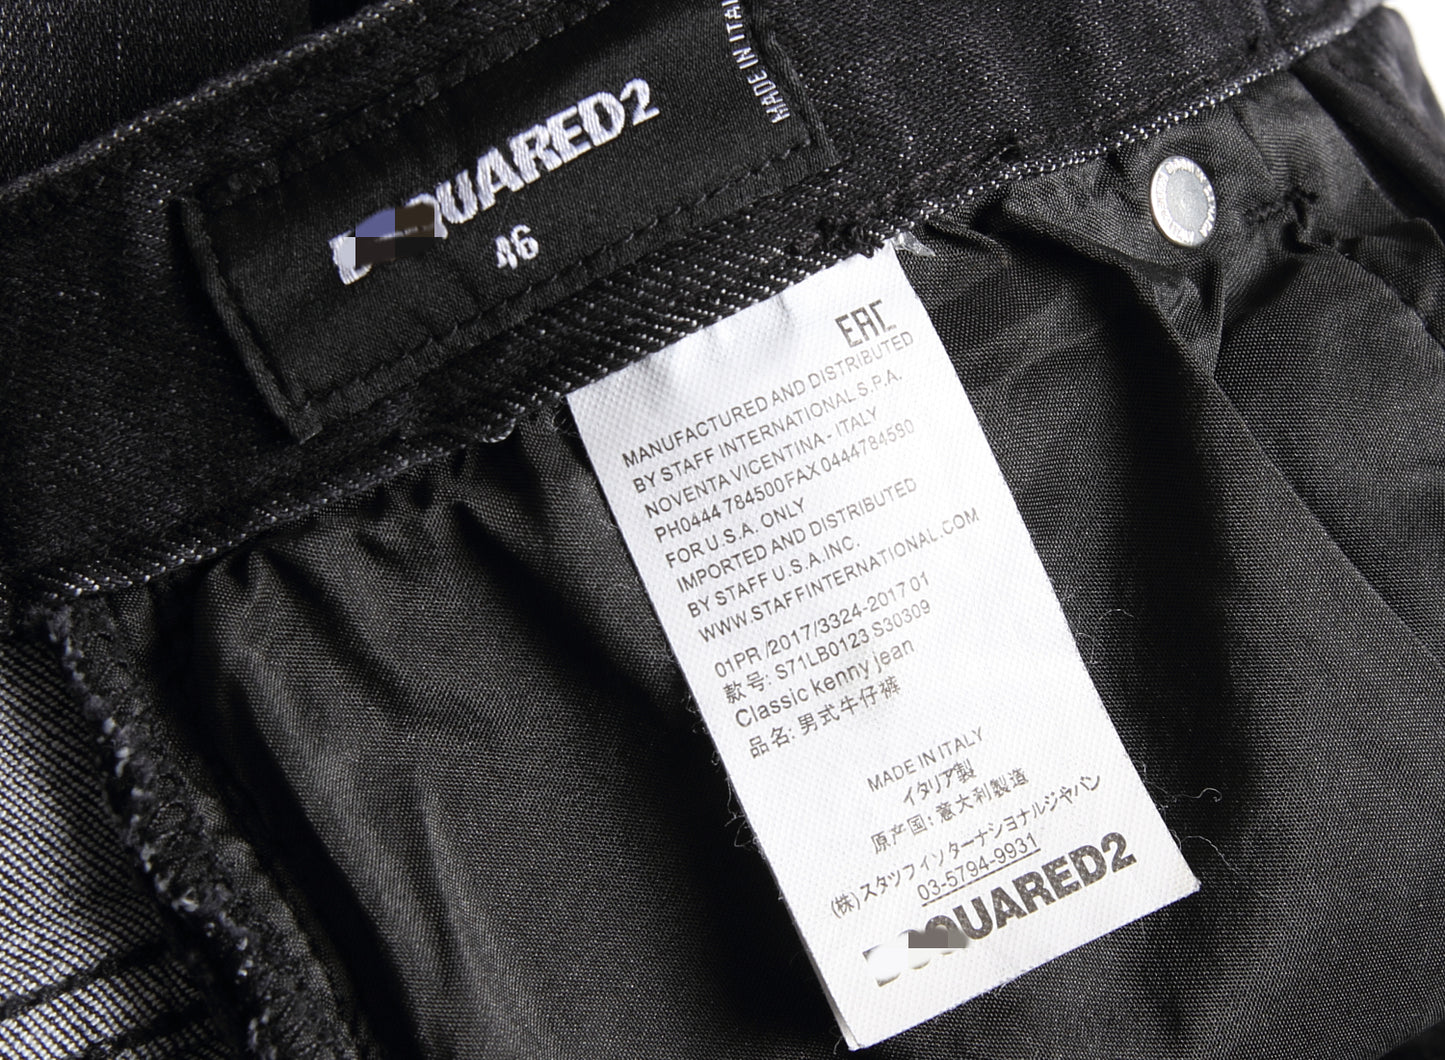 MADE IN ITA
QUARED2
46
EAC
MANUFACTURED AND DISTRIBUTED
BY STAFF INTERNATIONAL S.P.A.
NOVENTA VICENTINA - ITALY
PH0444 784500 FAX 0444784590
FOR U.S.A. ONLY
IMPORTED AND DISTRIBUTED
BY STAFF U.S.A.INC.
WWW.STAFFINTERNATIONAL.COM
01PR /2017/3324-2017 01
款号: S71LB0123 S30309
Classic kenny jean
品名: 男式牛仔裤
MADE IN ITALY
イタリア製
原产国: 意大利製造
(株)スタッフインターナショナルジャパン
03-5794-9931
QUARED2